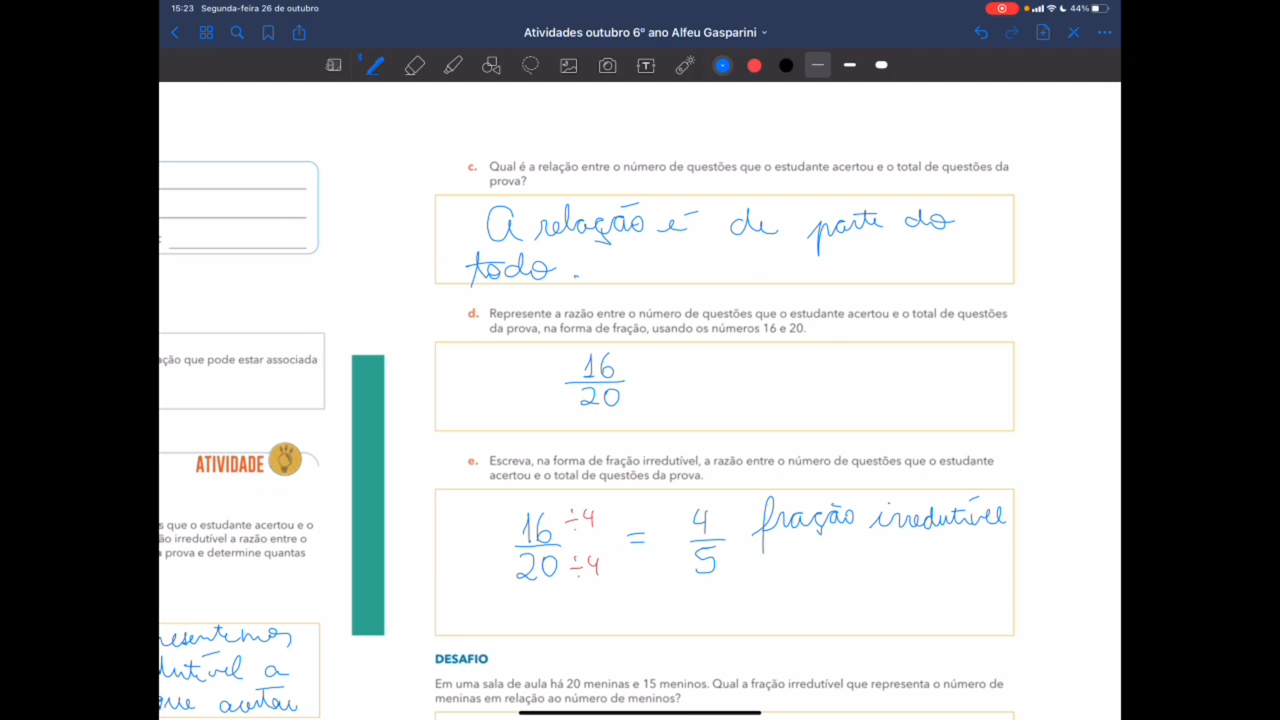 15:23 Segunda-feira 26 de outubro
44%
Atividades outubro 6º ano Alfeu Gasparini
c. Qual é a relação entre o número de questões que o estudante acertou e o total de questões da
prova?
A relação é de parte do
todo.
d. Represente a razão entre o número de questões que o estudante acertou e o total de questões
da prova, na forma de fração, usando os números 16 e 20.
16
20
ação que pode estar associada
ATIVIDADE
e. Escreva, na forma de fração irredutível, a razão entre o número de questões que o estudante
acertou e o total de questões da prova.
16 ÷4 = 4 fração irredutível
20 ÷4 5
s que o estudante acertou e o
ão irredutível a razão entre o
a prova e determine quantas
resentemos
dutível a
que
DESAFIO
Em uma sala de aula há 20 meninas e 15 meninos. Qual a fração irredutível que representa o número de
meninas em relação ao número de meninos?